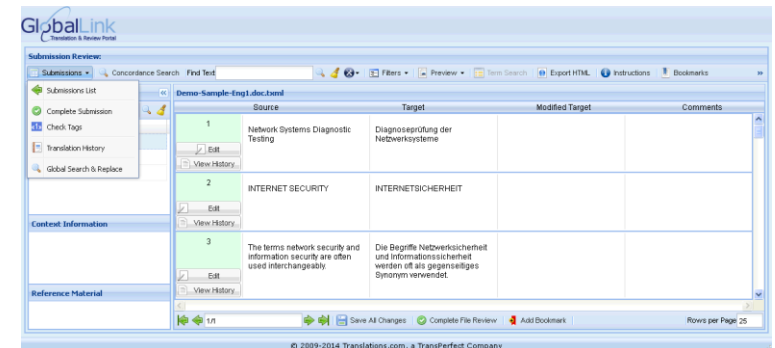 GlobalLink
Translation & Review Portal
Submission Review:
Submissions Concordance Search Find Text Filters Preview Term Search Export HTML Instructions Bookmarks »
Submissions List
Complete Submission
Check Tags
Translation History
Global Search & Replace
«
Context Information
Reference Material
Demo-Sample-Eng1.doc.txml
Source Target Modified Target Comments
1
Edit
View History
Network Systems Diagnostic
Testing
Diagnoseprüfung der
Netzwerksysteme
2
Edit
View History
INTERNET SECURITY
INTERNETSICHERHEIT
3
Edit
View History
The terms network security and
information security are often
used interchangeably.
Die Begriffe Netzwerksicherheit
und Informationssicherheit
werden oft als gegenseitiges
Synonym verwendet.
1/1 Save All Changes Complete File Review Add Bookmark Rows per Page 25
© 2009-2014 Translations.com, a TransPerfect Company